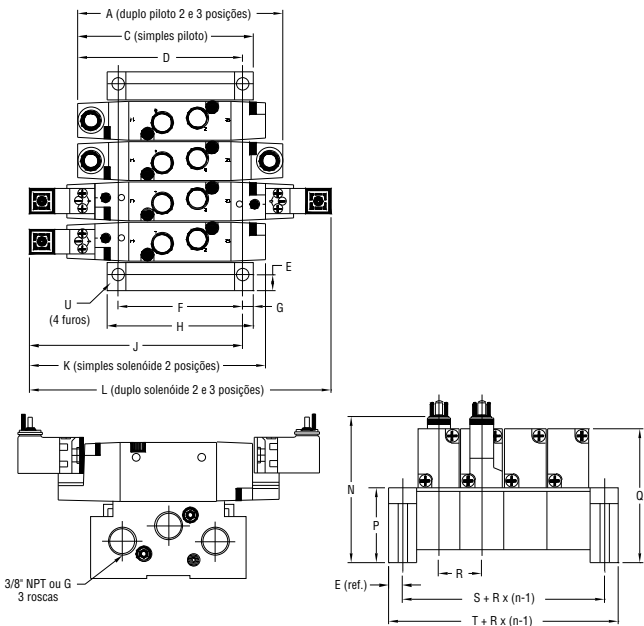 A (duplo piloto 2 e 3 posições)
C (simples piloto)
D
E
U
(4 furos)
F
G
H
J
K (simples solenóide 2 posições)
L (duplo solenóide 2 e 3 posições)
3/8" NPT ou G
3 roscas
N
P
Q
R
E (ref.)
S + R x (n-1)
T + R x (n-1)